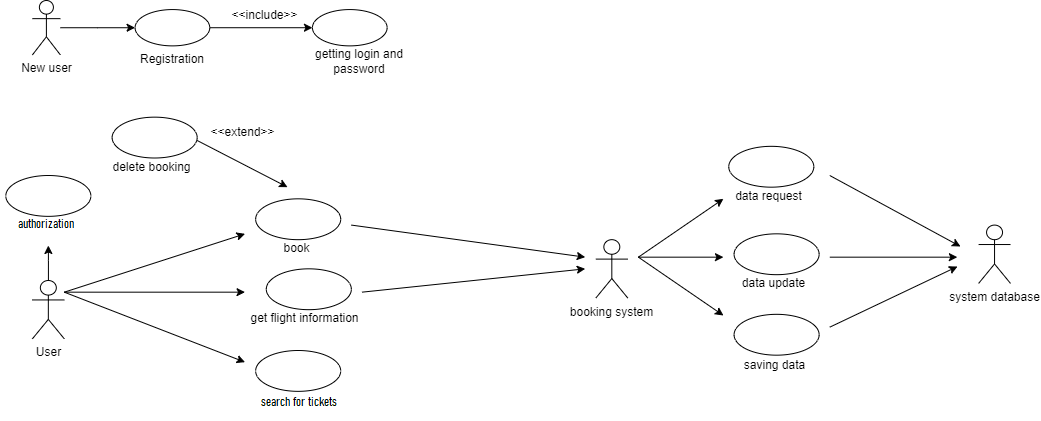 <<include>>
New user
Registration
getting login and
password
<<extend>>
delete booking
authorization
book
get flight information
User
search for tickets
booking system
data request
data update
saving data
system database